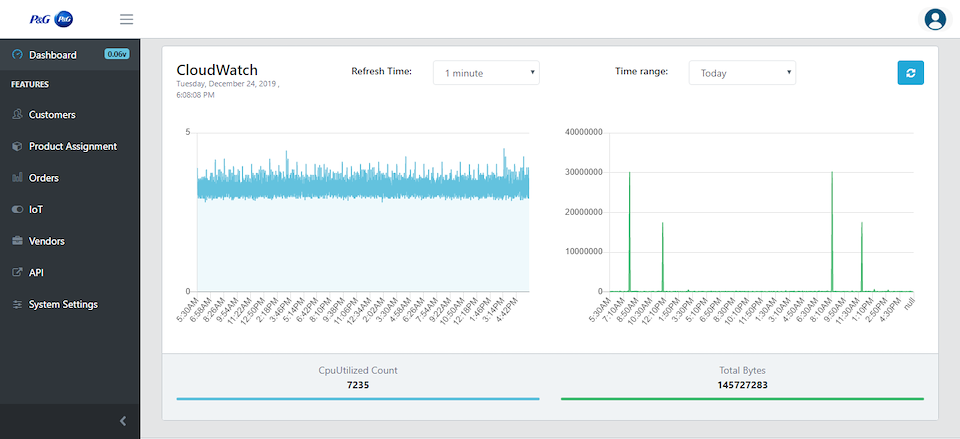 P&G P&G
Dashboard 0.06v
FEATURES
Customers
Product Assignment
Orders
IoT
Vendors
API
System Settings
CloudWatch
Tuesday, December 24, 2019 ,
6:08:08 PM
Refresh Time:
1 minute
Time range:
Today
5
0
5:30AM
6:58AM
8:26AM
9:54AM
11:22AM
12:50PM
2:18PM
3:46PM
5:14PM
6:42PM
8:10PM
9:38PM
11:06PM
12:34AM
2:02AM
3:30AM
4:58AM
6:26AM
7:54AM
9:22AM
10:50AM
12:18PM
1:46PM
3:14PM
4:42PM
40000000
30000000
20000000
10000000
0
5:30AM
7:10AM
8:50AM
10:30AM
12:10PM
1:50PM
3:30PM
5:10PM
6:50PM
8:30PM
10:10PM
11:50PM
1:30AM
3:10AM
4:50AM
6:30AM
8:10AM
9:50AM
11:30AM
1:10PM
2:50PM
4:30PM
null
CpuUtilized Count
7235
Total Bytes
145727283